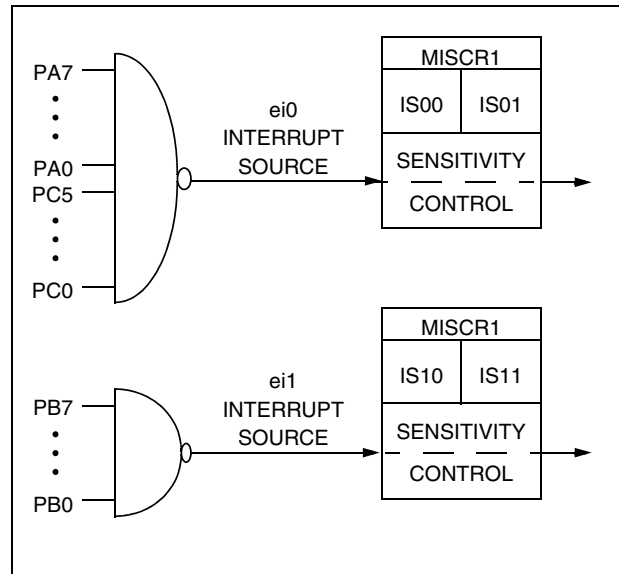 PA7
PA0
PC5
PC0
ei0
INTERRUPT
SOURCE
MISCR1
IS00 IS01
SENSITIVITY
CONTROL
PB7
PB0
ei1
INTERRUPT
SOURCE
MISCR1
IS10 IS11
SENSITIVITY
CONTROL